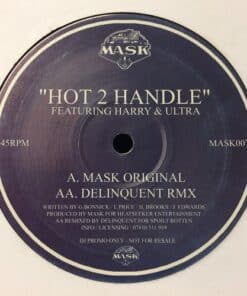 MASK
"HOT 2 HANDLE"
FEATURING HARRY & ULTRA
45RPM
MASK007
A. MASK ORIGINAL
AA. DELINQUENT RMX
WRITTEN BY G.BONNICK / L. PRICE / H. BROOKS / J. EDWARDS
PRODUCED BY MASK FOR HEATSEEKER ENTERTAINMENT
AA REMIXED BY DELINQUENT FOR SPOILT ROTTEN
INFO / LICENSING /
DJ PROMO ONLY - NOT FOR RESALE
MASK